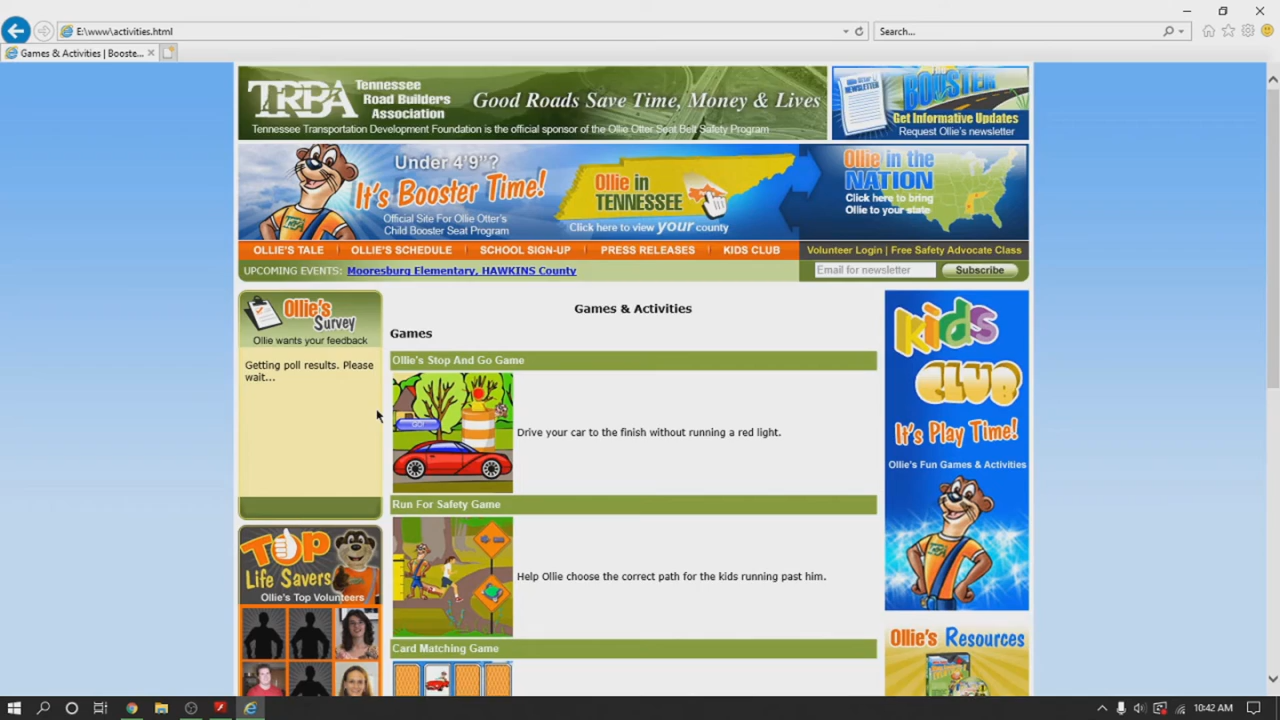 E:\www\activities.html
Search...
Games & Activities | Booste...
TRBA
Tennessee
Road Builders
Association
Good Roads Save Time, Money & Lives
Tennessee Transportation Development Foundation is the official sponsor of the Ollie Otter Seat Belt Safety Program
NEWSLETTER
BOOSTER
Get Informative Updates
Request Ollie's newsletter
Under 4'9"?
It's Booster Time!
Official Site For Ollie Otter's
Child Booster Seat Program
Ollie in
TENNESSEE
Click here to view your county
Ollie in the
NATION
Click here to bring
Ollie to your state
OLLIE'S TALE
OLLIE'S SCHEDULE
SCHOOL SIGN-UP
PRESS RELEASES
KIDS CLUB
Volunteer Login | Free Safety Advocate Class
UPCOMING EVENTS: Mooresburg Elementary, HAWKINS County
Email for newsletter
Subscribe
Ollie's
Survey
Ollie wants your feedback
Getting poll results. Please
wait...
TOP
Life Savers
Ollie's Top Volunteers
Games & Activities
Games
Ollie's Stop And Go Game
GO!
Drive your car to the finish without running a red light.
Run For Safety Game
Help Ollie choose the correct path for the kids running past him.
Card Matching Game
kids
CLUB
It's Play Time!
Ollie's Fun Games & Activities
Ollie's Resources
10:42 AM